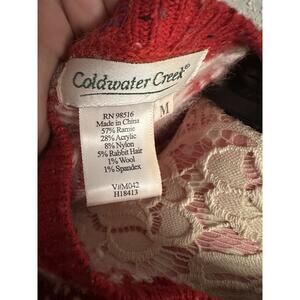 Coldwater Creek®
M
RN 98516
Made in China
57% Ramie
28% Acrylic
8% Nylon
5% Rabbit Hair
1% Wool
1% Spandex
V#M042
H18413